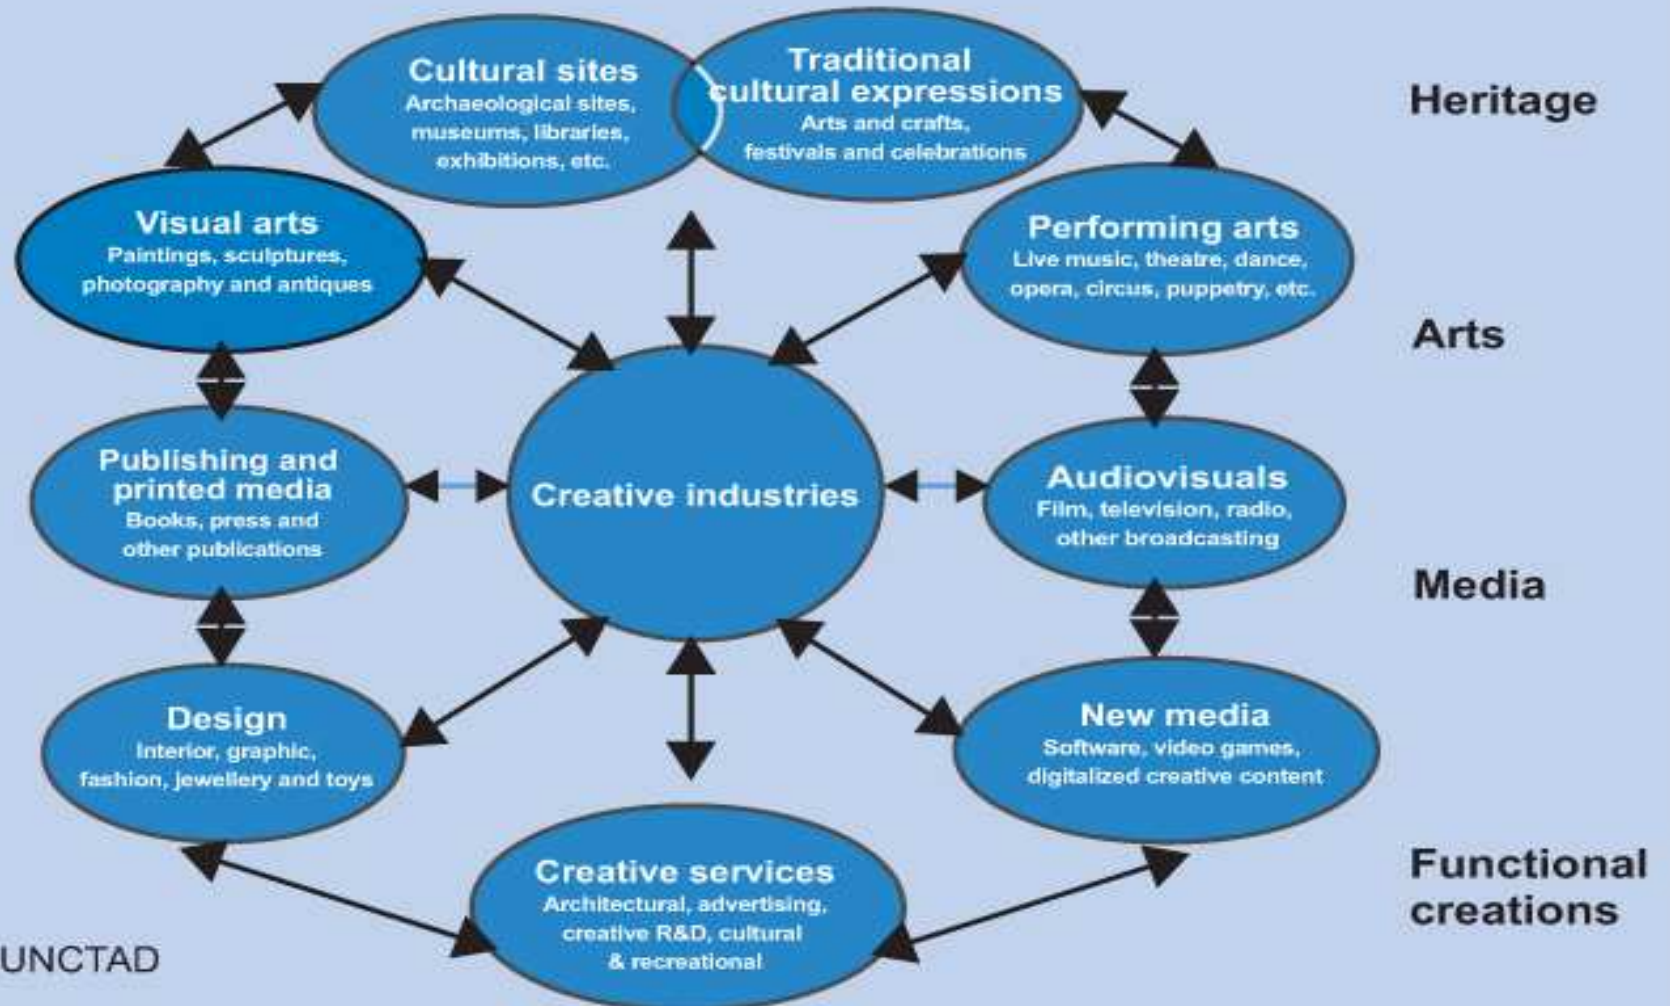 Cultural sites
Archaeological sites,
museums, libraries,
exhibitions, etc.
Traditional
cultural expressions
Arts and crafts,
festivals and celebrations
Heritage
Visual arts
Paintings, sculptures,
photography and antiques
Performing arts
Live music, theatre, dance,
opera, circus, puppetry, etc.
Arts
Publishing and
printed media
Books, press and
other publications
Creative industries
Audiovisuals
Film, television, radio,
other broadcasting
Media
Design
Interior, graphic,
fashion, jewellery and toys
New media
Software, video games,
digitalized creative content
Creative services
Architectural, advertising,
creative R&D, cultural
& recreational
Functional
creations
UNCTAD